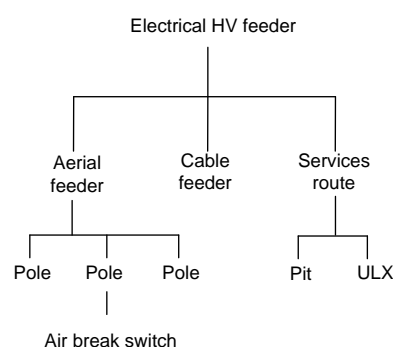 Electrical HV feeder
Aerial
feeder
Cable
feeder
Services
route
Pole
Pole
Pole
Pit
ULX
Air break switch